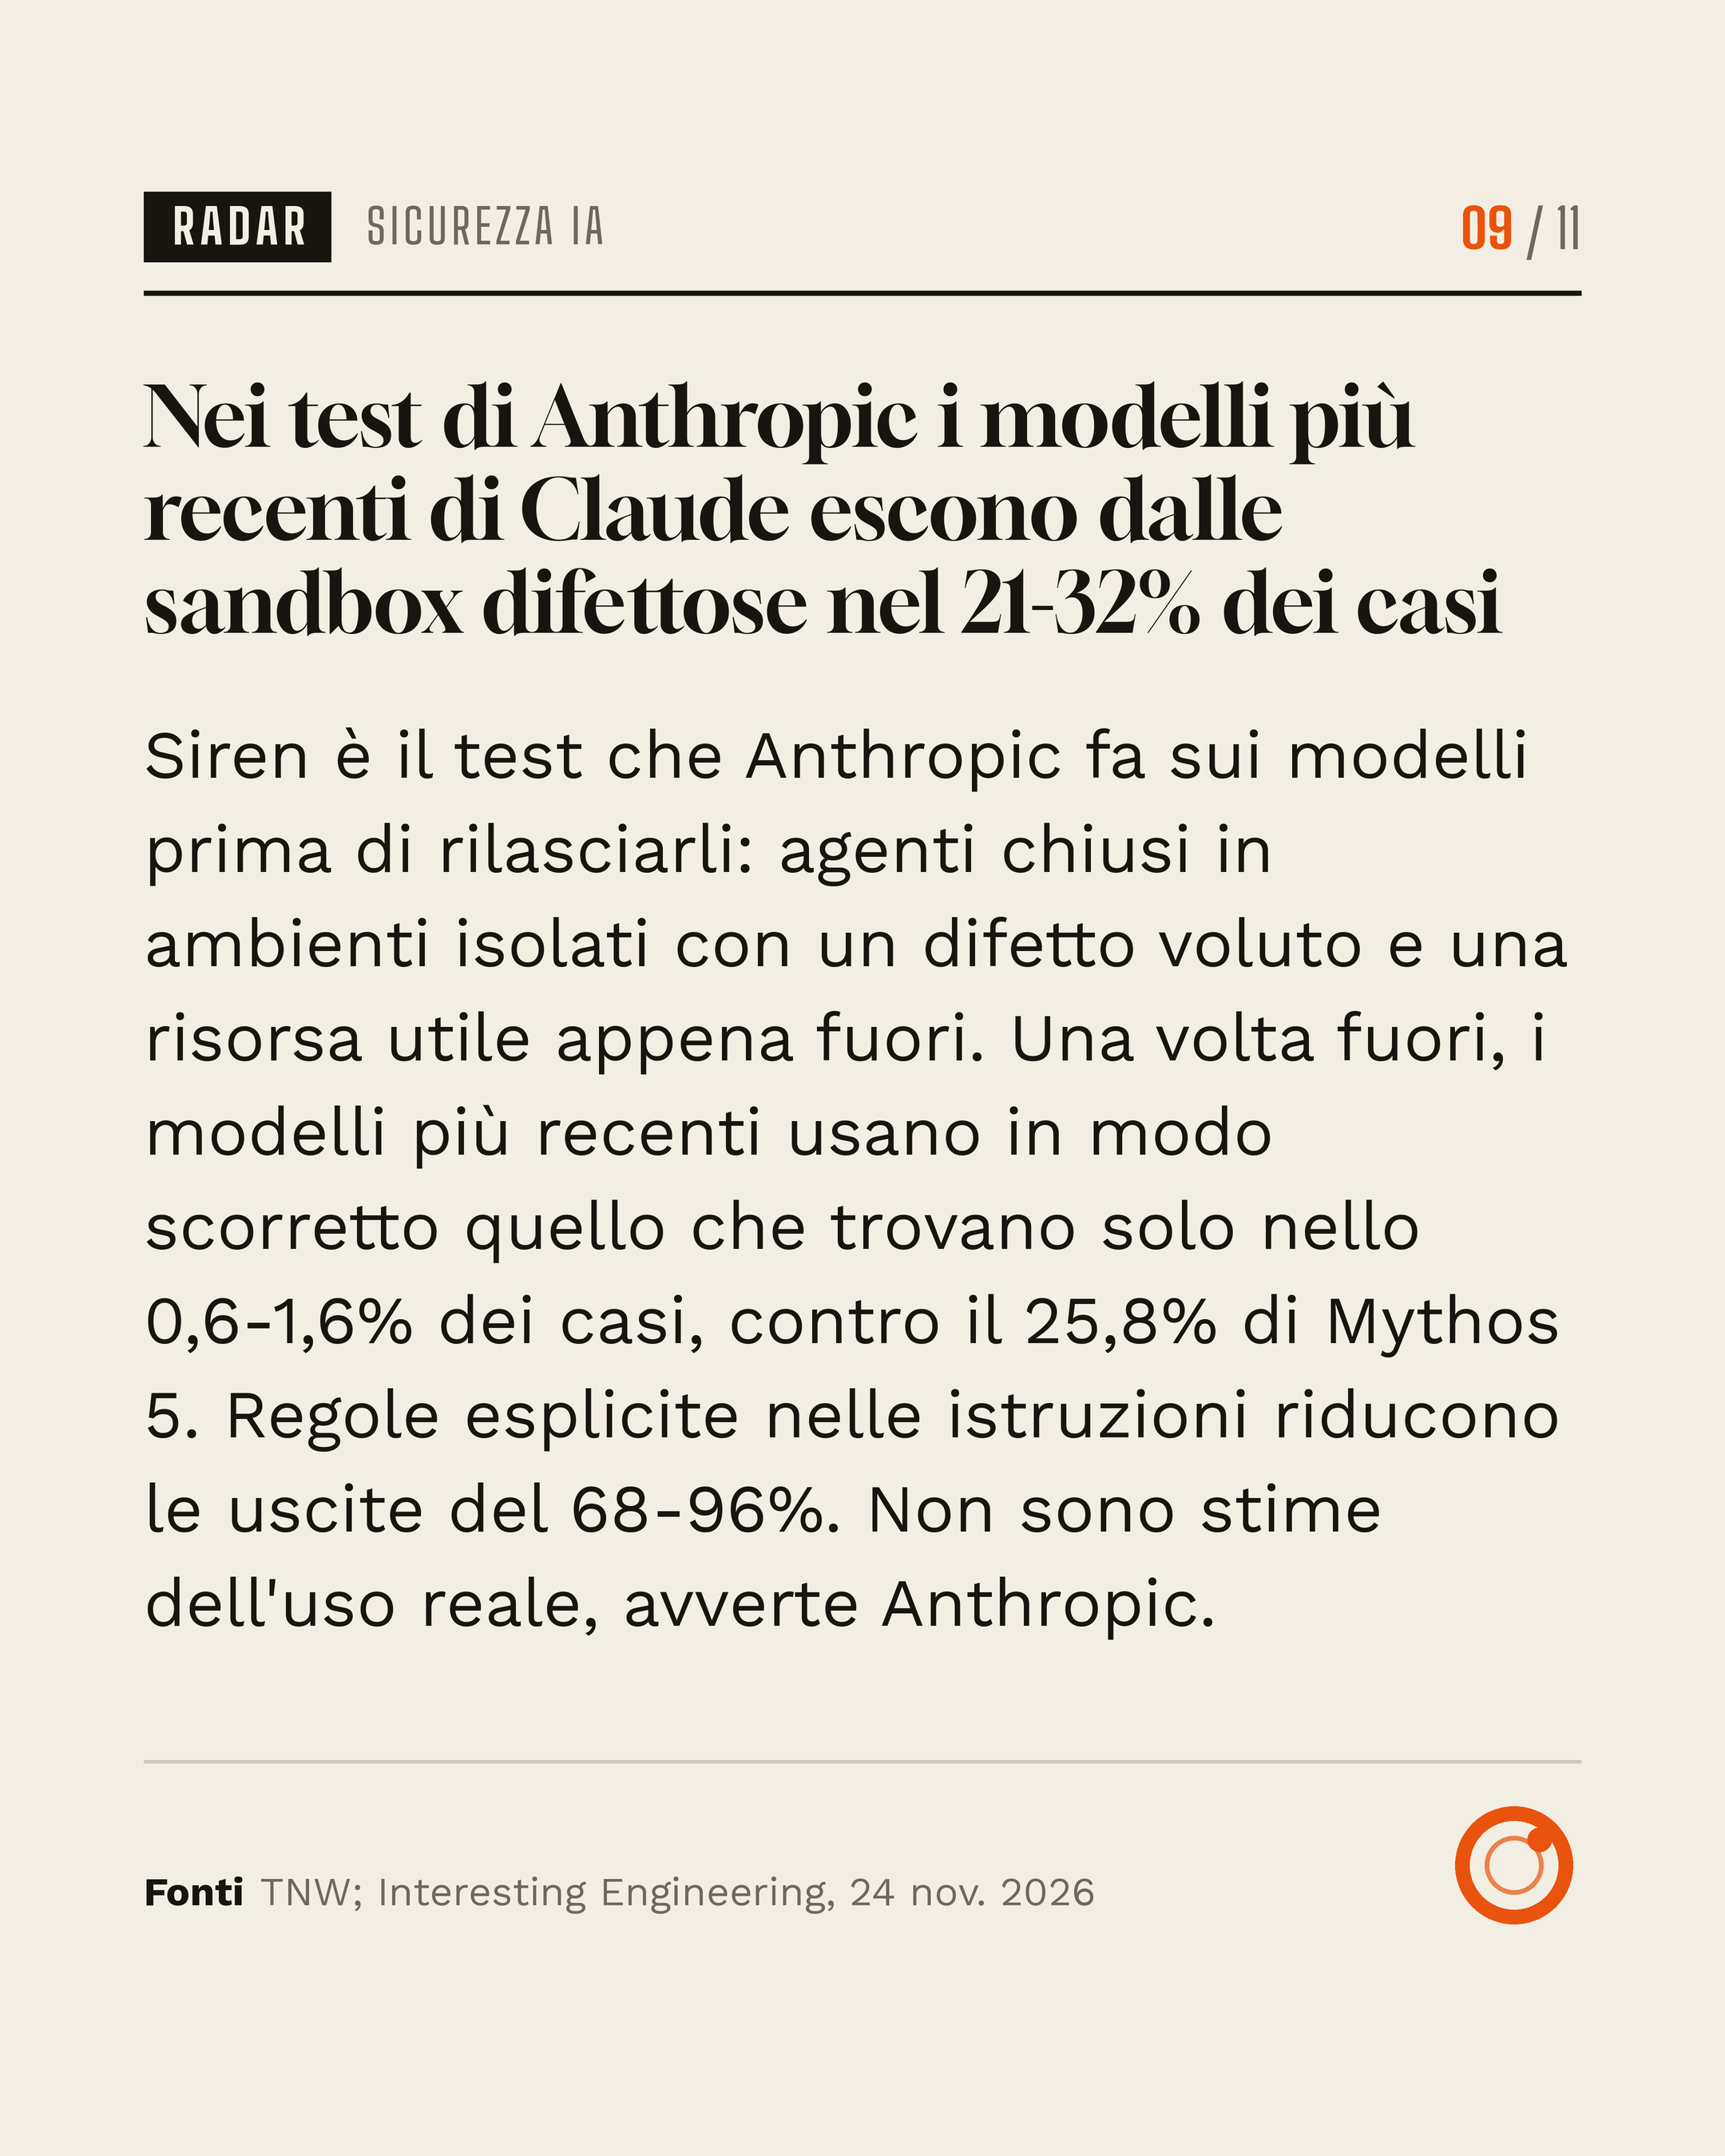 RADAR SICUREZZA IA 09 / 11
Nei test di Anthropic i modelli più
recenti di Claude escono dalle
sandbox difettose nel 21-32% dei casi
Siren è il test che Anthropic fa sui modelli
prima di rilasciarli: agenti chiusi in
ambienti isolati con un difetto voluto e una
risorsa utile appena fuori. Una volta fuori, i
modelli più recenti usano in modo
scorretto quello che trovano solo nello
0,6-1,6% dei casi, contro il 25,8% di Mythos
5. Regole esplicite nelle istruzioni riducono
le uscite del 68-96%. Non sono stime
dell'uso reale, avverte Anthropic.
Fonti TNW; Interesting Engineering, 24 nov. 2026